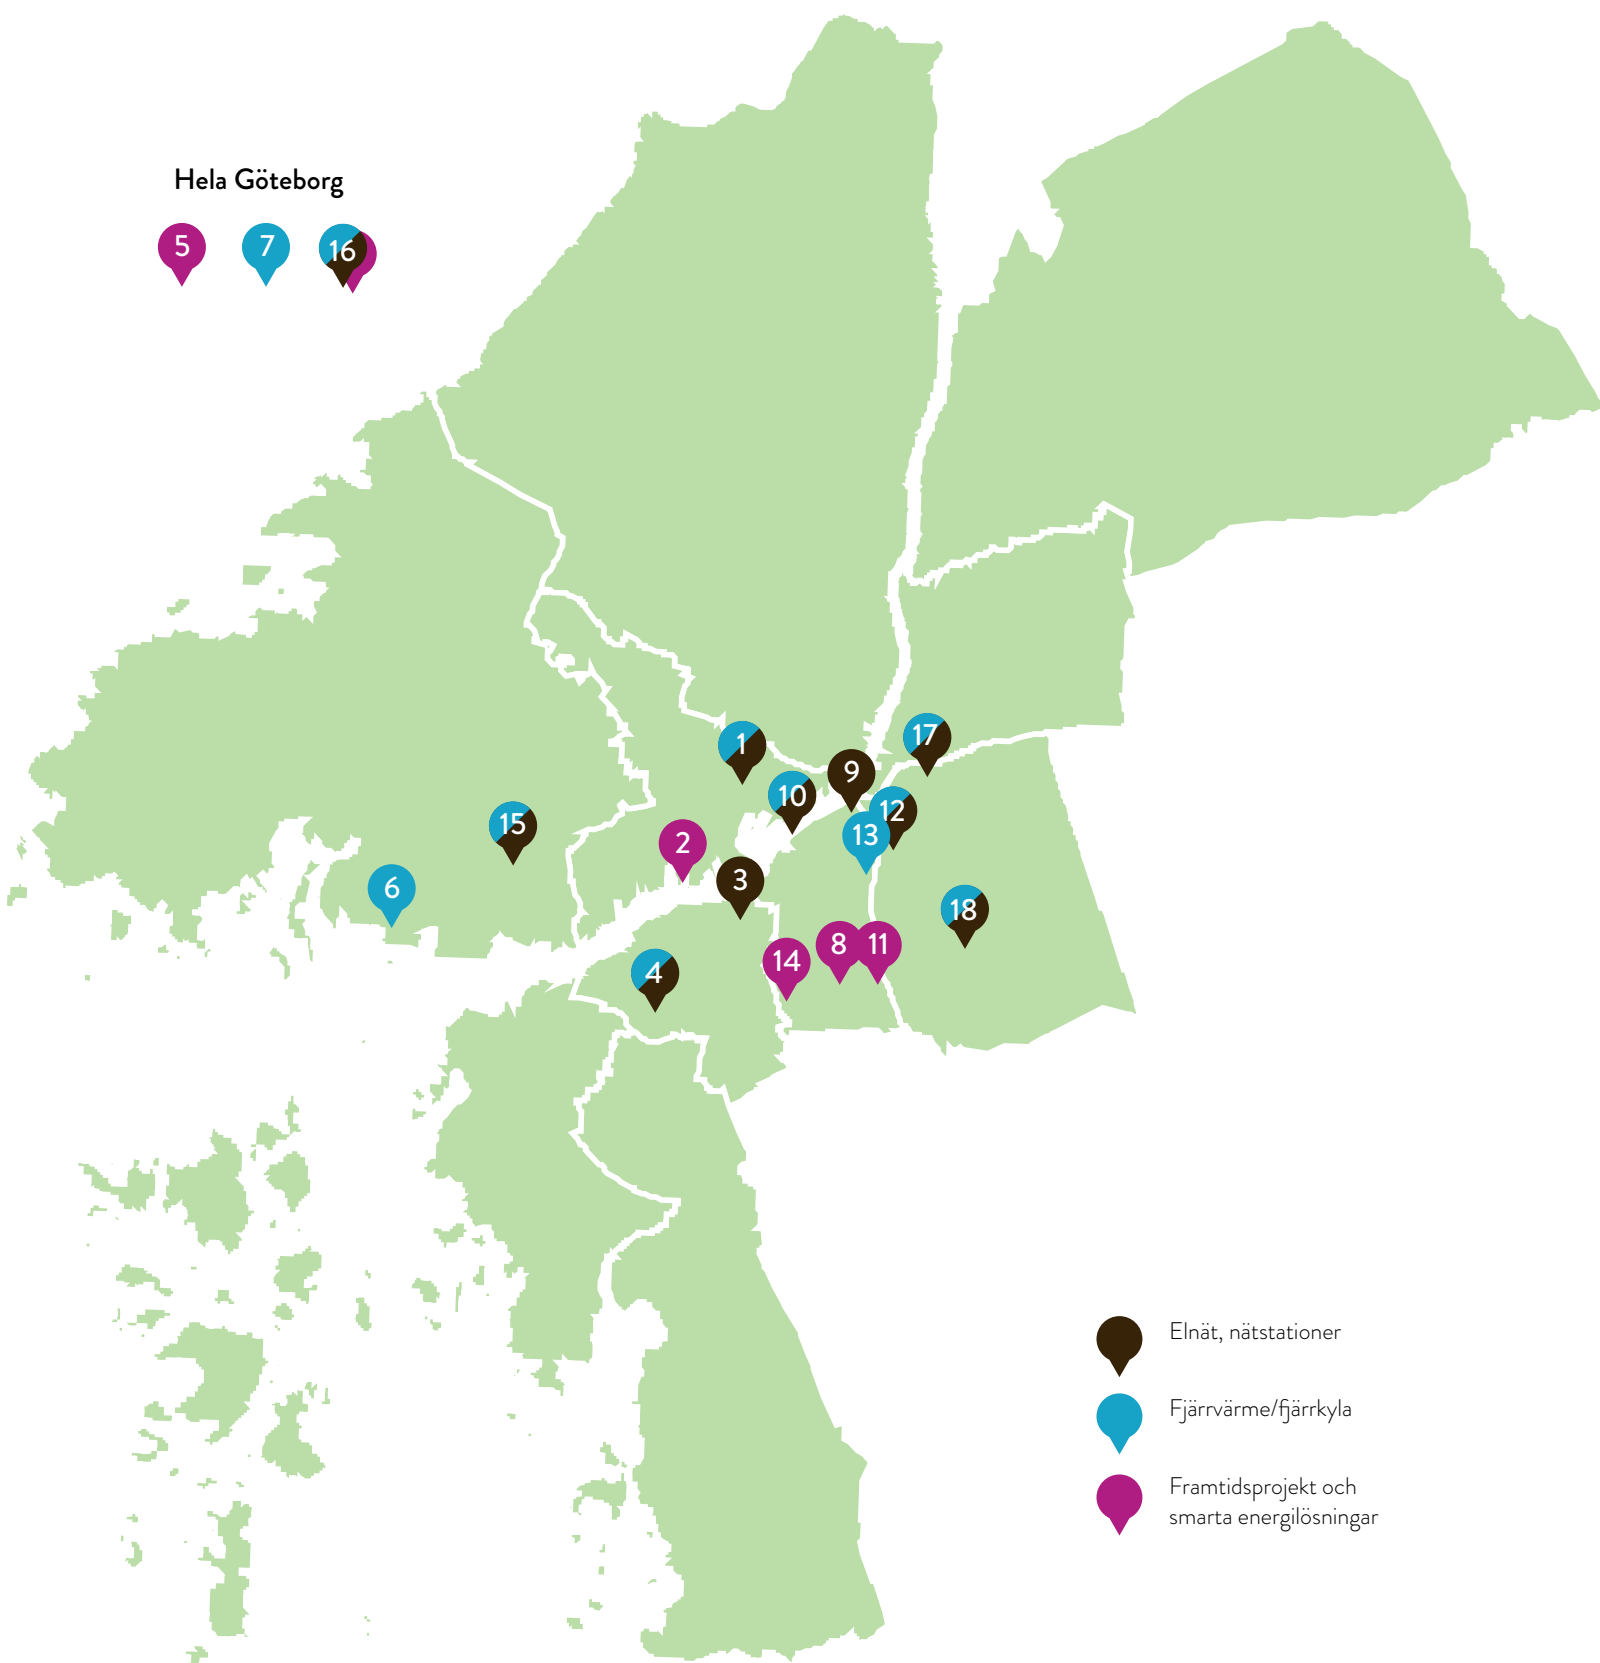 Hela Göteborg
5 7 16
17
1
9
10
12
15
13
2
3
6
18
8 11
14
4
Elnät, nätstationer
Fjärrvärme/fjärrkyla
Framtidsprojekt och
smarta energilösningar